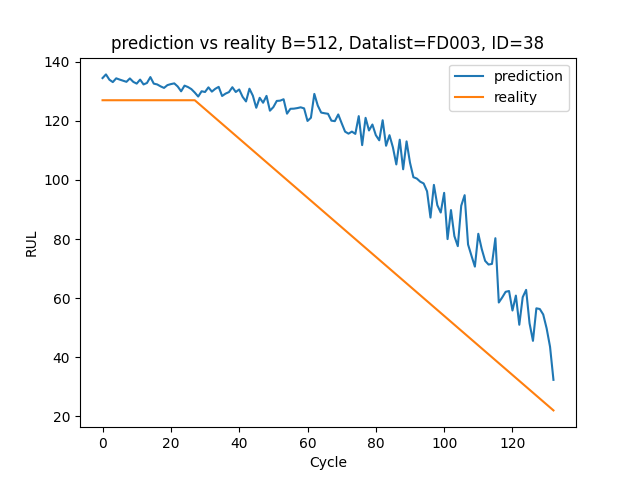 prediction vs reality B=512, Datalist=FD003, ID=38
prediction
reality
RUL
140
120
100
80
60
40
20
0 20 40 60 80 100 120
Cycle